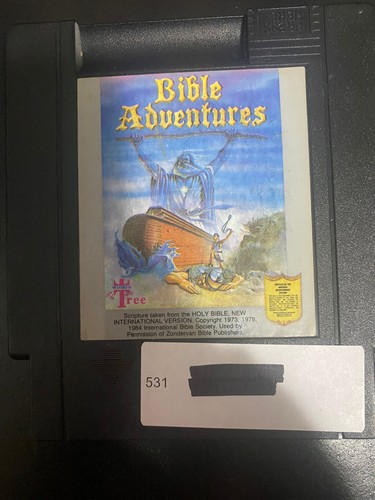 Bible
Adventures
Wisdom
Tree
Scripture taken from the HOLY BIBLE, NEW
INTERNATIONAL VERSION. Copyright 1973, 1978,
1984 International Bible Society. Used by
Permission of Zondervan Bible Publishers.
531